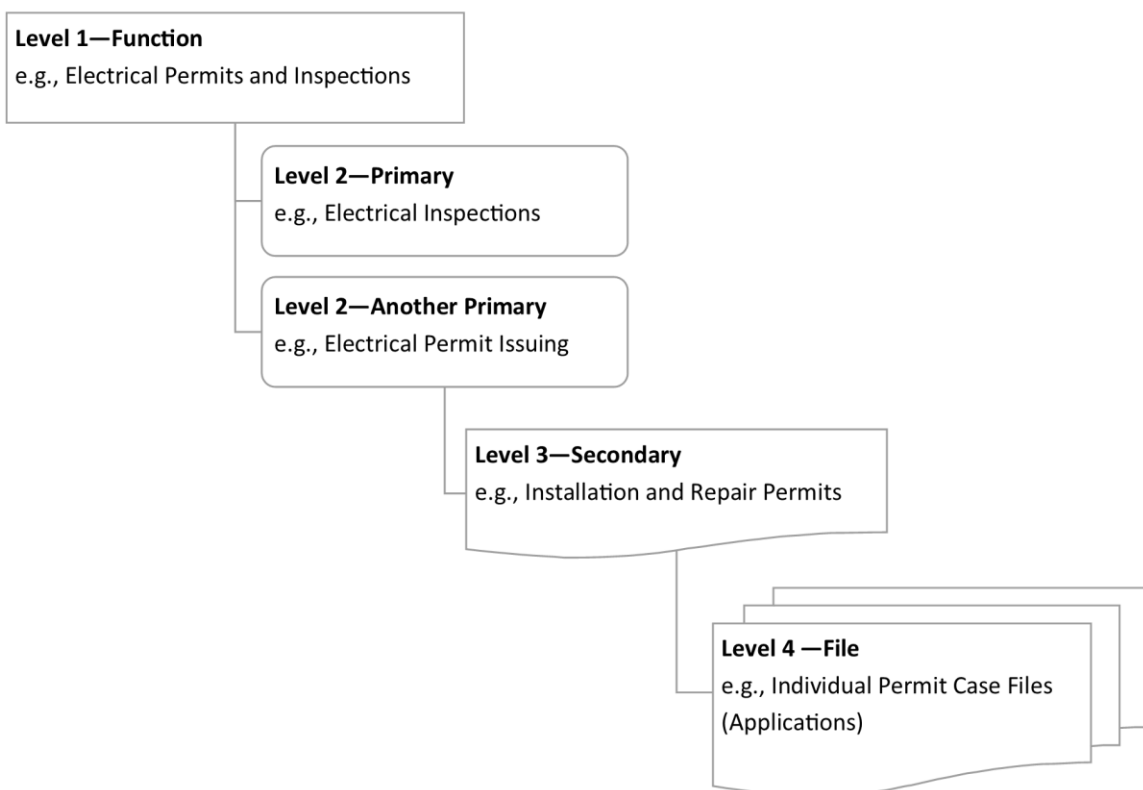 Level 1—Function
e.g., Electrical Permits and Inspections
Level 2—Primary
e.g., Electrical Inspections
Level 2—Another Primary
e.g., Electrical Permit Issuing
Level 3—Secondary
e.g., Installation and Repair Permits
Level 4 —File
e.g., Individual Permit Case Files
(Applications)